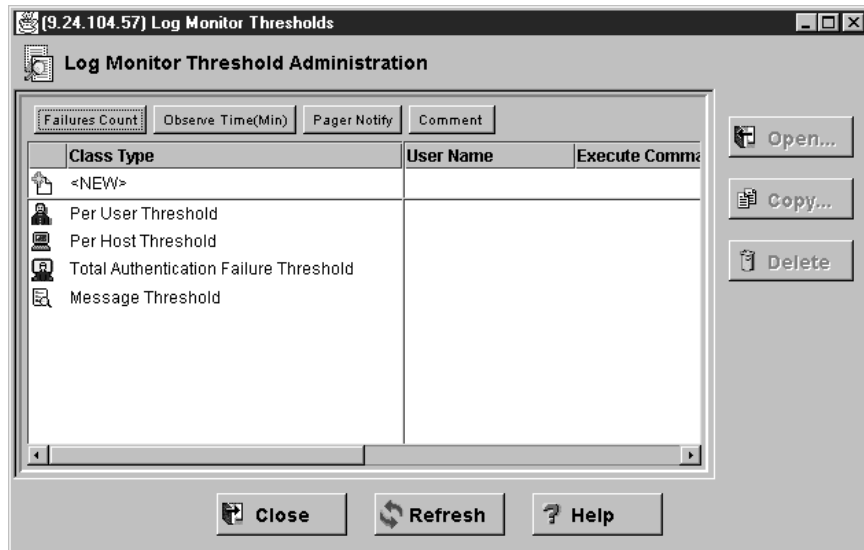 (9.24.104.57) Log Monitor Thresholds
Log Monitor Threshold Administration
Failures Count Observe Time(Min) Pager Notify Comment
Class Type User Name Execute Comma
<NEW>
Per User Threshold
Per Host Threshold
Total Authentication Failure Threshold
Message Threshold
Open...
Copy...
Delete
Close Refresh Help